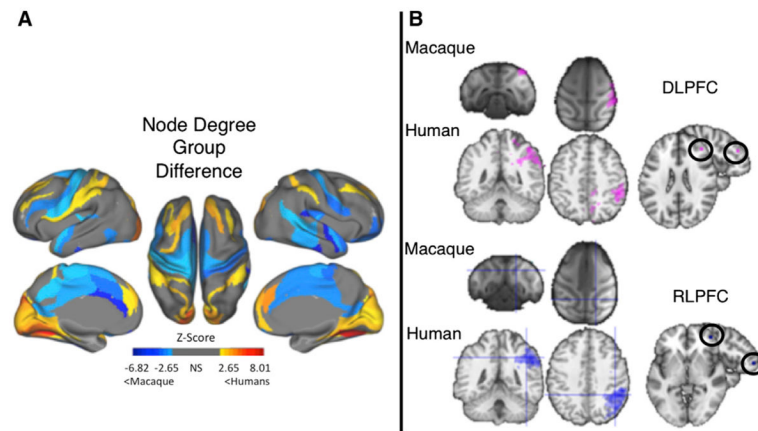 A
Node Degree
Group
Difference
Z-Score
-6.82 -2.65 NS 2.65 8.01
<Macaque <Humans
B
Macaque
DLPFC
Human
Macaque
RLPFC
Human